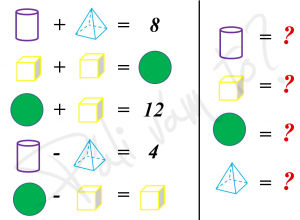 + = 8
+ =
+ = 12
- = 4
- =
= ?
= ?
= ?
= ?